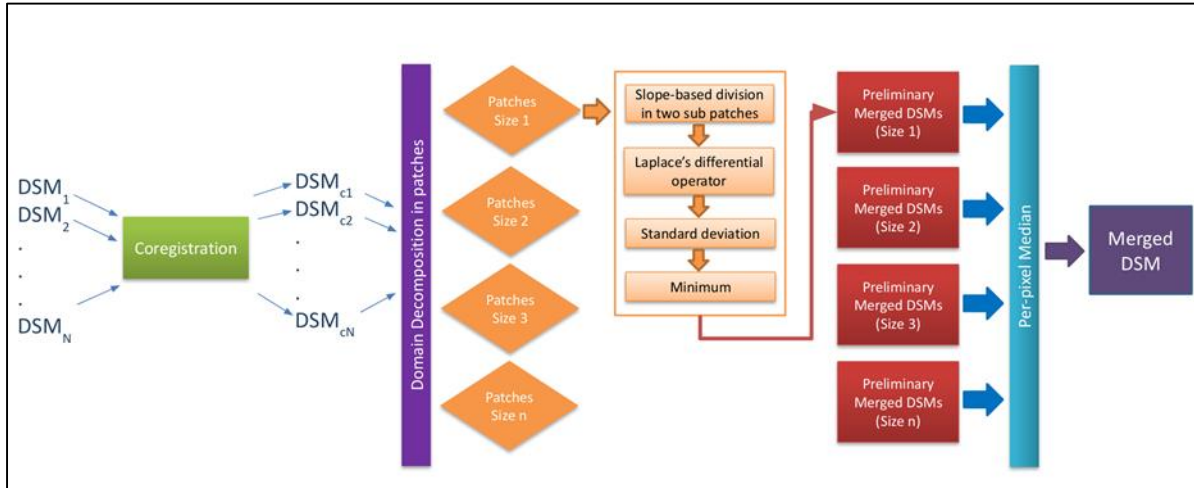 DSM1
DSM2
.
.
.
DSMN
Coregistration
DSMc1
DSMc2
.
.
.
DSMcN
Domain Decomposition in patches
Patches
Size 1
Patches
Size 2
Patches
Size 3
Patches
Size n
Slope-based division
in two sub patches
Laplace's differential
operator
Standard deviation
Minimum
Preliminary
Merged DSMs
(Size 1)
Preliminary
Merged DSMs
(Size 2)
Preliminary
Merged DSMs
(Size 3)
Preliminary
Merged DSMs
(Size n)
Per-pixel Median
Merged
DSM